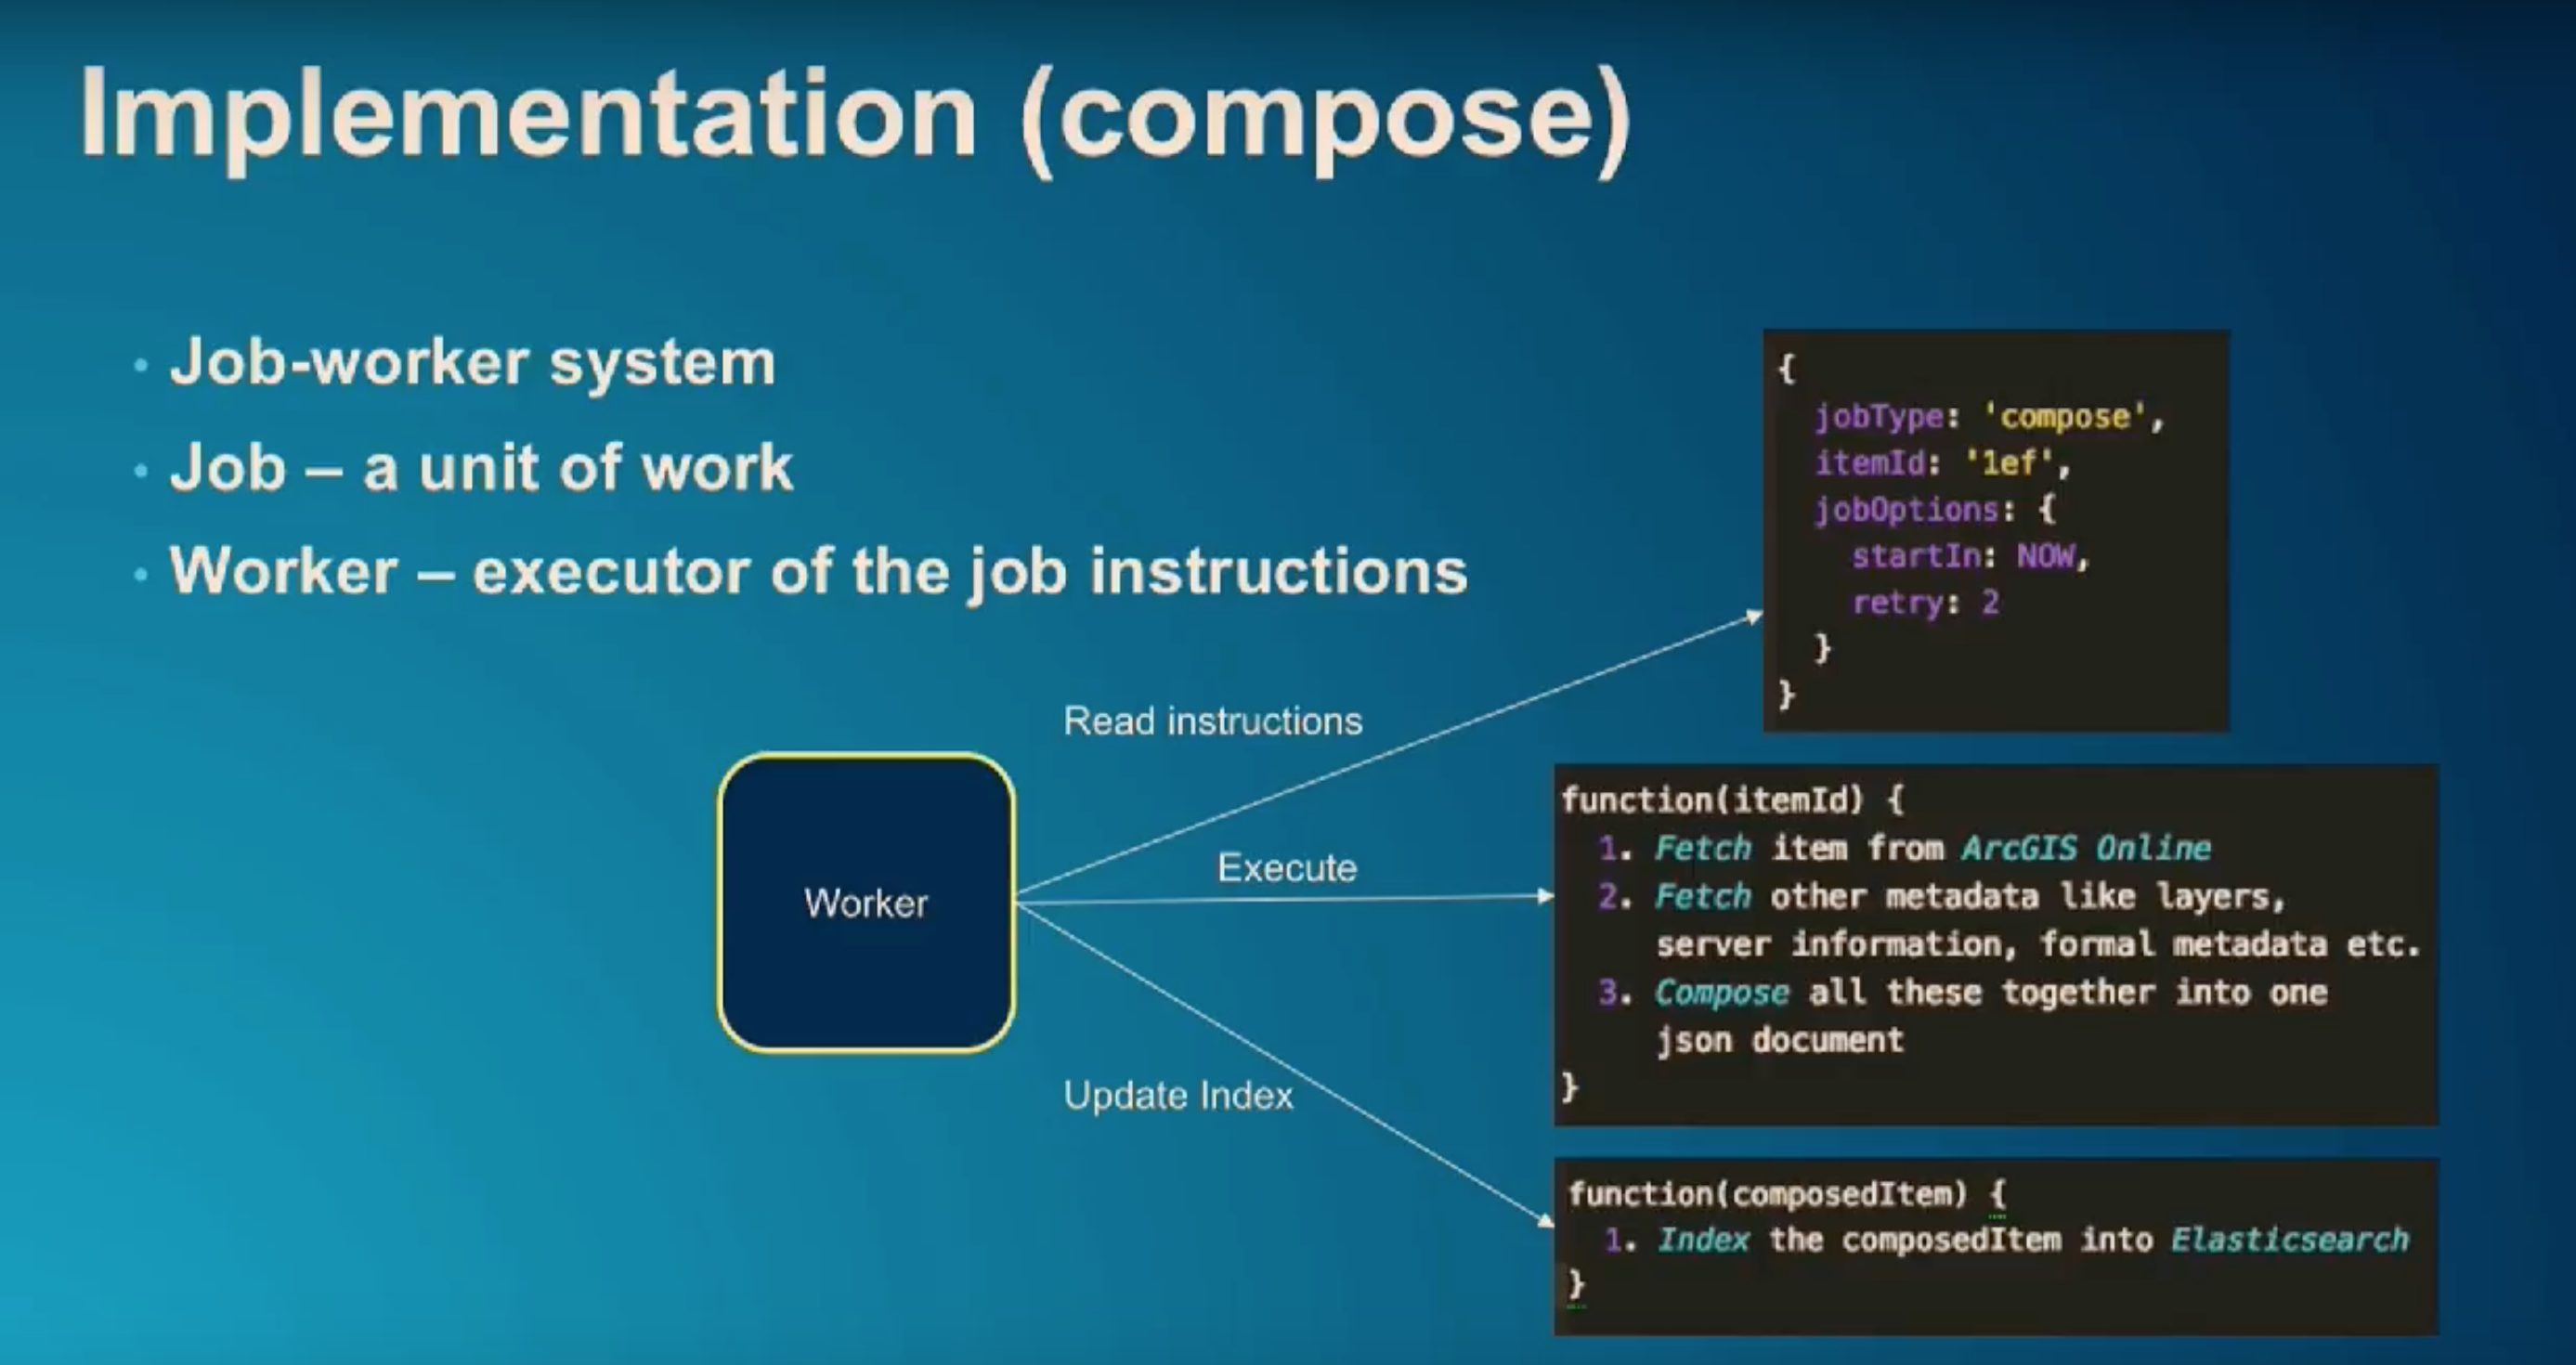 Implementation (compose)
• Job-worker system
• Job – a unit of work
• Worker – executor of the job instructions
{
jobType: 'compose',
itemId: '1ef',
jobOptions: {
startIn: NOW,
retry: 2
}
}
Read instructions
Worker
Execute
function(itemId) {
1. Fetch item from ArcGIS Online
2. Fetch other metadata like layers,
server information, formal metadata etc.
3. Compose all these together into one
json document
}
Update Index
function(composedItem) {
1. Index the composedItem into Elasticsearch
}